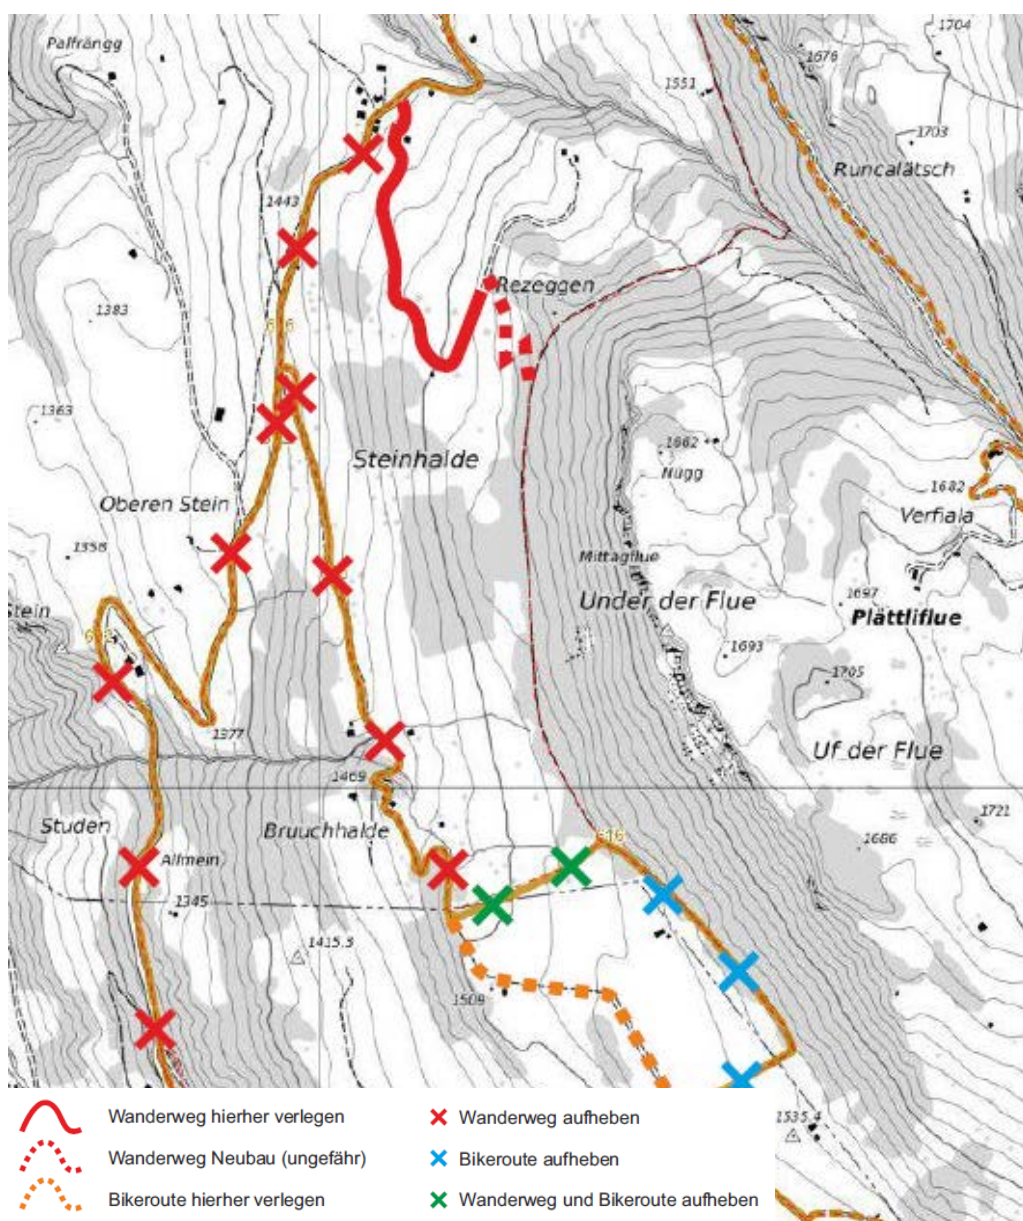 Palfrängg
1704
1676
1551
1703
Runcalätsch
1443
Rezeggen
1383
616
1363
1662
Nügg
Steinhalde
1682
Oberen Stein
Verfiala
1358
Mittagflue
1697
Stein
Under der Flue
Plättliflue
1693
1705
1377
Uf der Flue
1469
Studen
Bruuchhalde
1721
616
1686
Allmein
1345
1415.3
1509
1535.4
Wanderweg hierher verlegen
Wanderweg aufheben
Wanderweg Neubau (ungefähr)
Bikeroute aufheben
Bikeroute hierher verlegen
Wanderweg und Bikeroute aufheben